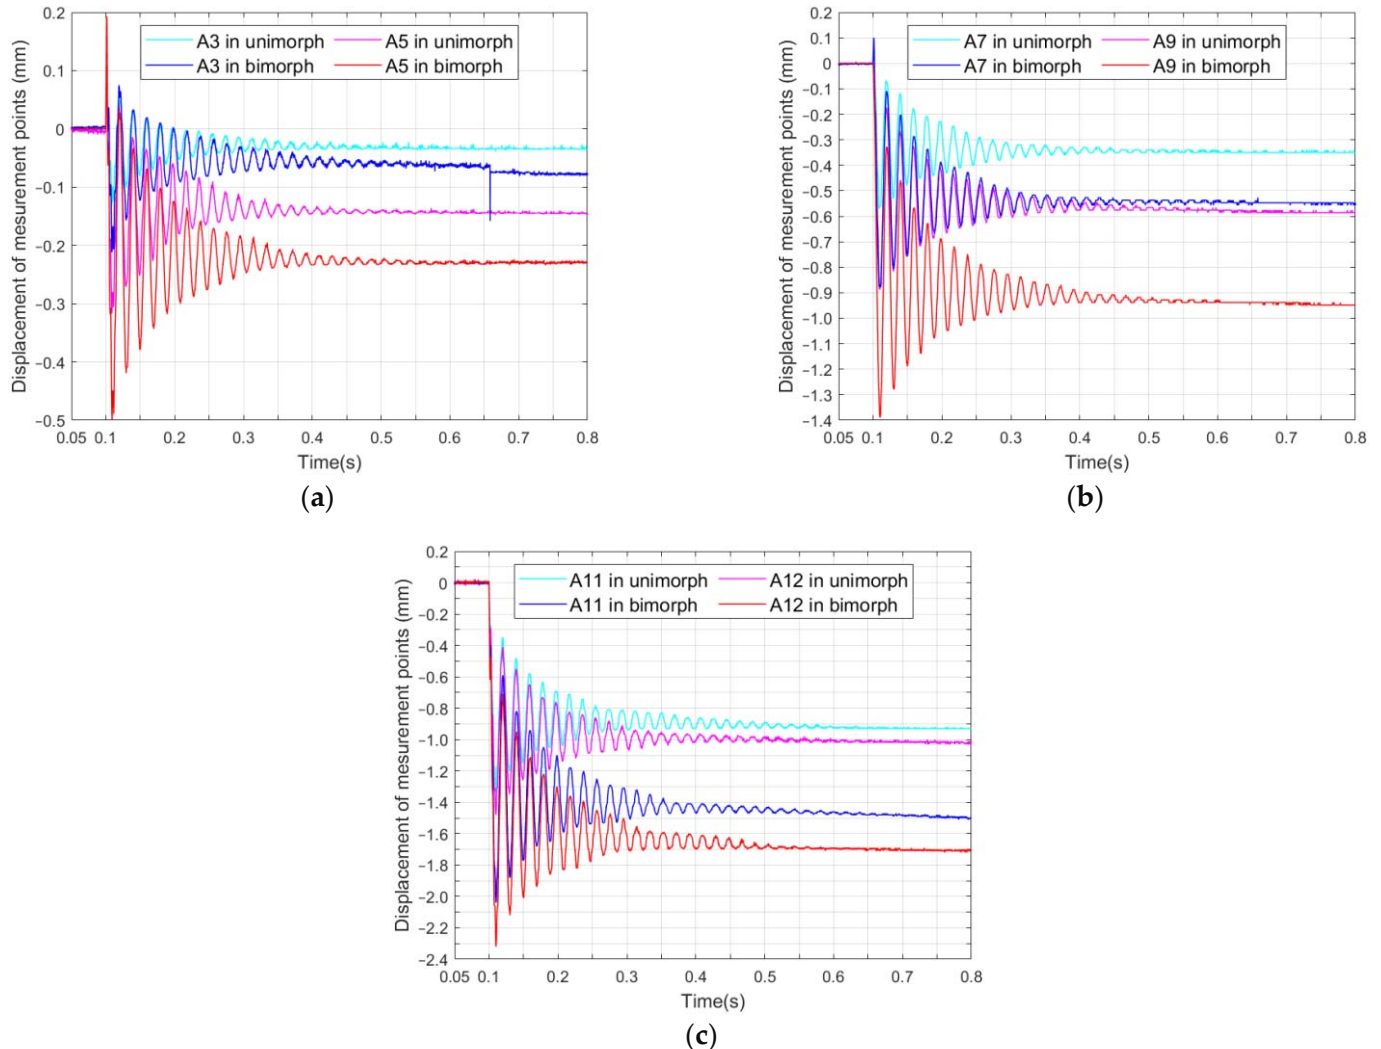 Displacement of mesurement points (mm)
A3 in unimorph A5 in unimorph
A3 in bimorph A5 in bimorph
0.2
0.1
0
−0.1
−0.2
−0.3
−0.4
−0.5
0.05 0.1 0.2 0.3 0.4 0.5 0.6 0.7 0.8
Time(s)
(a)
Displacement of mesurement points (mm)
A7 in unimorph A9 in unimorph
A7 in bimorph A9 in bimorph
0.2
0.1
0
−0.1
−0.2
−0.3
−0.4
−0.5
−0.6
−0.7
−0.8
−0.9
−1.0
−1.1
−1.2
−1.3
−1.4
0.05 0.1 0.2 0.3 0.4 0.5 0.6 0.7 0.8
Time(s)
(b)
Displacement of mesurement points (mm)
A11 in unimorph A12 in unimorph
A11 in bimorph A12 in bimorph
0.2
0
−0.2
−0.4
−0.6
−0.8
−1.0
−1.2
−1.4
−1.6
−1.8
−2.0
−2.2
−2.4
0.05 0.1 0.2 0.3 0.4 0.5 0.6 0.7 0.8
Time(s)
(c)